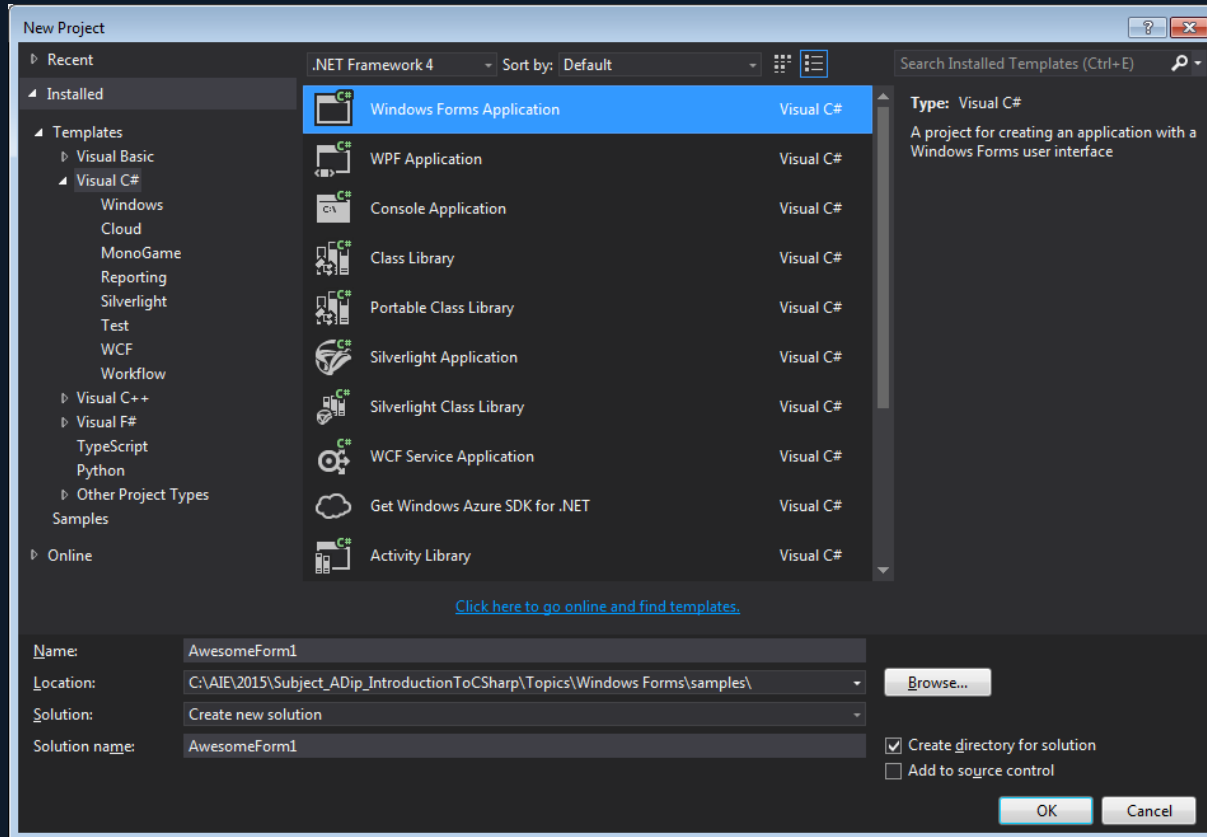 New Project
Recent
.NET Framework 4 Sort by: Default
Search Installed Templates (Ctrl+E)
Installed
Templates
Visual Basic
Visual C#
Windows
Cloud
MonoGame
Reporting
Silverlight
Test
WCF
Workflow
Visual C++
Visual F#
TypeScript
Python
Other Project Types
Samples
Online
Windows Forms Application Visual C#
WPF Application Visual C#
Console Application Visual C#
Class Library Visual C#
Portable Class Library Visual C#
Silverlight Application Visual C#
Silverlight Class Library Visual C#
WCF Service Application Visual C#
Get Windows Azure SDK for .NET Visual C#
Activity Library Visual C#
Type: Visual C#
A project for creating an application with a
Windows Forms user interface
Click here to go online and find templates.
Name: AwesomeForm1
Location: C:\AIE\2015\Subject_ADip_IntroductionToCSharp\Topics\Windows Forms\samples\
Browse...
Solution: Create new solution
Solution name: AwesomeForm1
Create directory for solution
Add to source control
OK Cancel